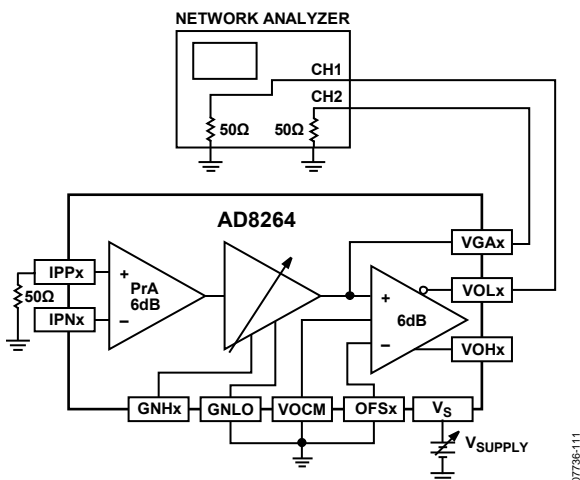 NETWORK ANALYZER
CH1
CH2
50Ω
50Ω
AD8264
VGAx
IPPx
PrA
6dB
+
–
50Ω
IPNx
+
–
6dB
VOLx
VOHx
GNHx
GNLO
VOCM
OFSx
VS
VSUPPLY
07736-111